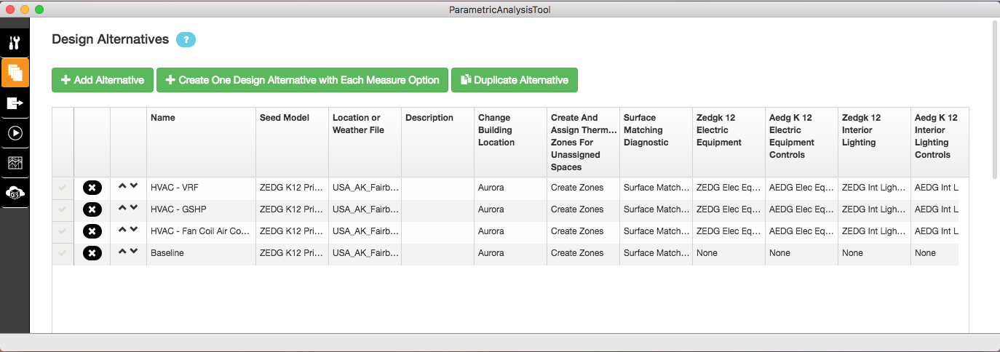 ParametricAnalysisTool
Design Alternatives ?
Add Alternative Create One Design Alternative with Each Measure Option Duplicate Alternative
Name
Seed Model
Location or
Weather File
Description
Change
Building
Location
Create And
Assign Therm...
Zones For
Unassigned
Spaces
Surface
Matching
Diagnostic
Zedgk 12
Electric
Equipment
Aedg K 12
Electric
Equipment
Controls
Zedgk 12
Interior
Lighting
Aedg K 12
Interior
Lighting
Controls
HVAC - VRF ZEDG K12 Pri... USA_AK_Fairb... Aurora Create Zones Surface Match... ZEDG Elec Eq... AEDG Elec Eq... ZEDG Int Ligh... AEDG Int L
HVAC - GSHP ZEDG K12 Pri... USA_AK_Fairb... Aurora Create Zones Surface Match... ZEDG Elec Eq... AEDG Elec Eq... ZEDG Int Ligh... AEDG Int L
HVAC - Fan Coil Air Co... ZEDG K12 Pri... USA_AK_Fairb... Aurora Create Zones Surface Match... ZEDG Elec Eq... AEDG Elec Eq... ZEDG Int Ligh... AEDG Int L
Baseline ZEDG K12 Pri... USA_AK_Fairb... Aurora Create Zones Surface Match... None None None None